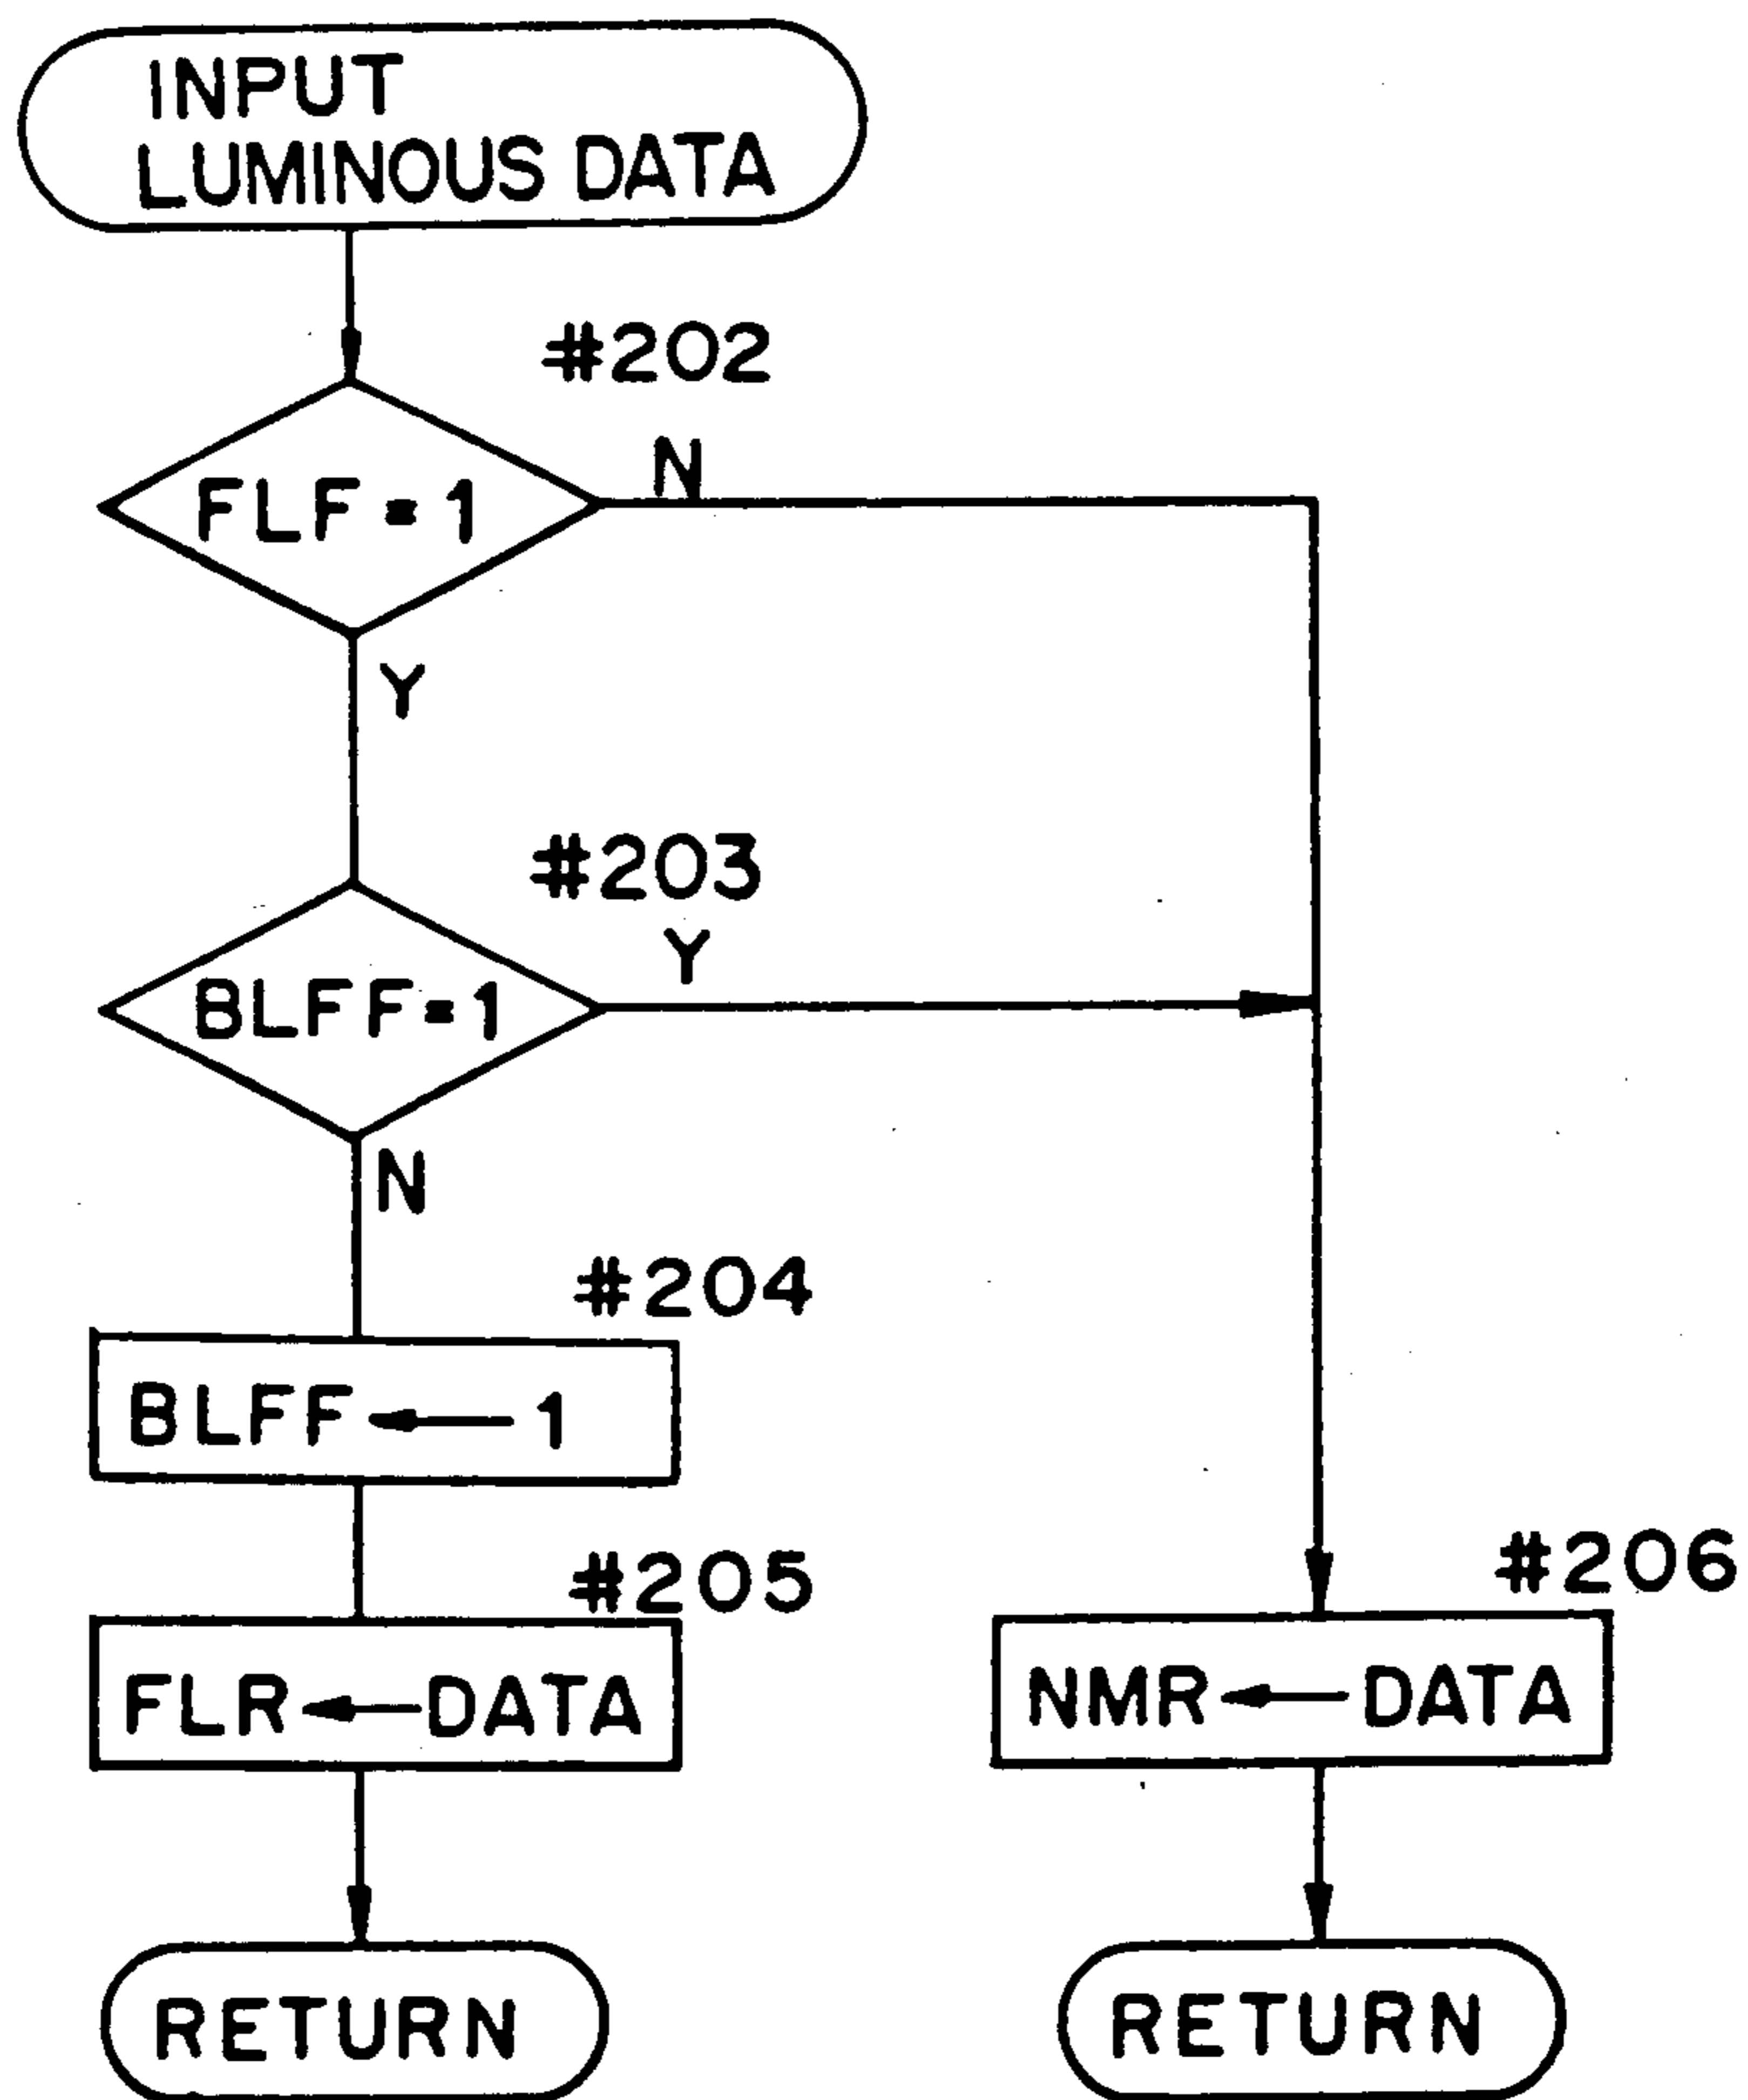 INPUT
LUMINOUS DATA
#202
FLF=1
N
Y
#203
BLFF=1
Y
N
#204
BLFF ← 1
#205
FLR ← DATA
#206
NMR ← DATA
RETURN
RETURN